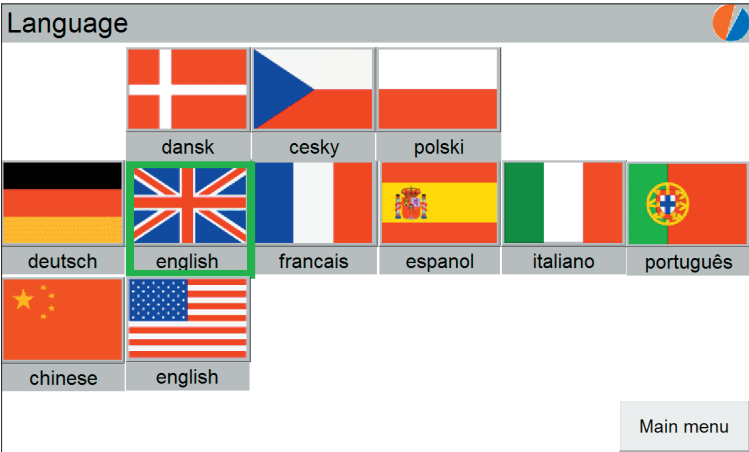 Language
dansk
cesky
polski
deutsch
english
francais
espanol
italiano
português
chinese
english
Main menu